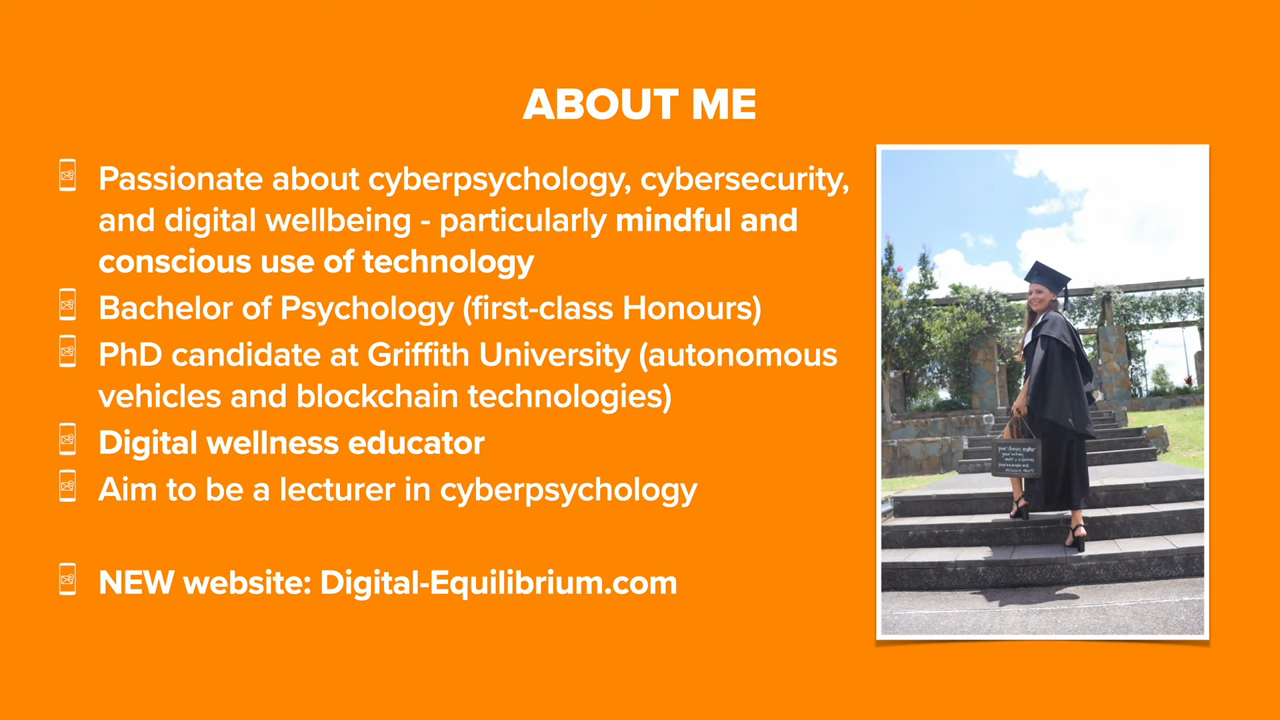 ABOUT ME
Passionate about cyberpsychology, cybersecurity,
and digital wellbeing - particularly mindful and
conscious use of technology
Bachelor of Psychology (first-class Honours)
PhD candidate at Griffith University (autonomous
vehicles and blockchain technologies)
Digital wellness educator
Aim to be a lecturer in cyberpsychology
NEW website: Digital-Equilibrium.com